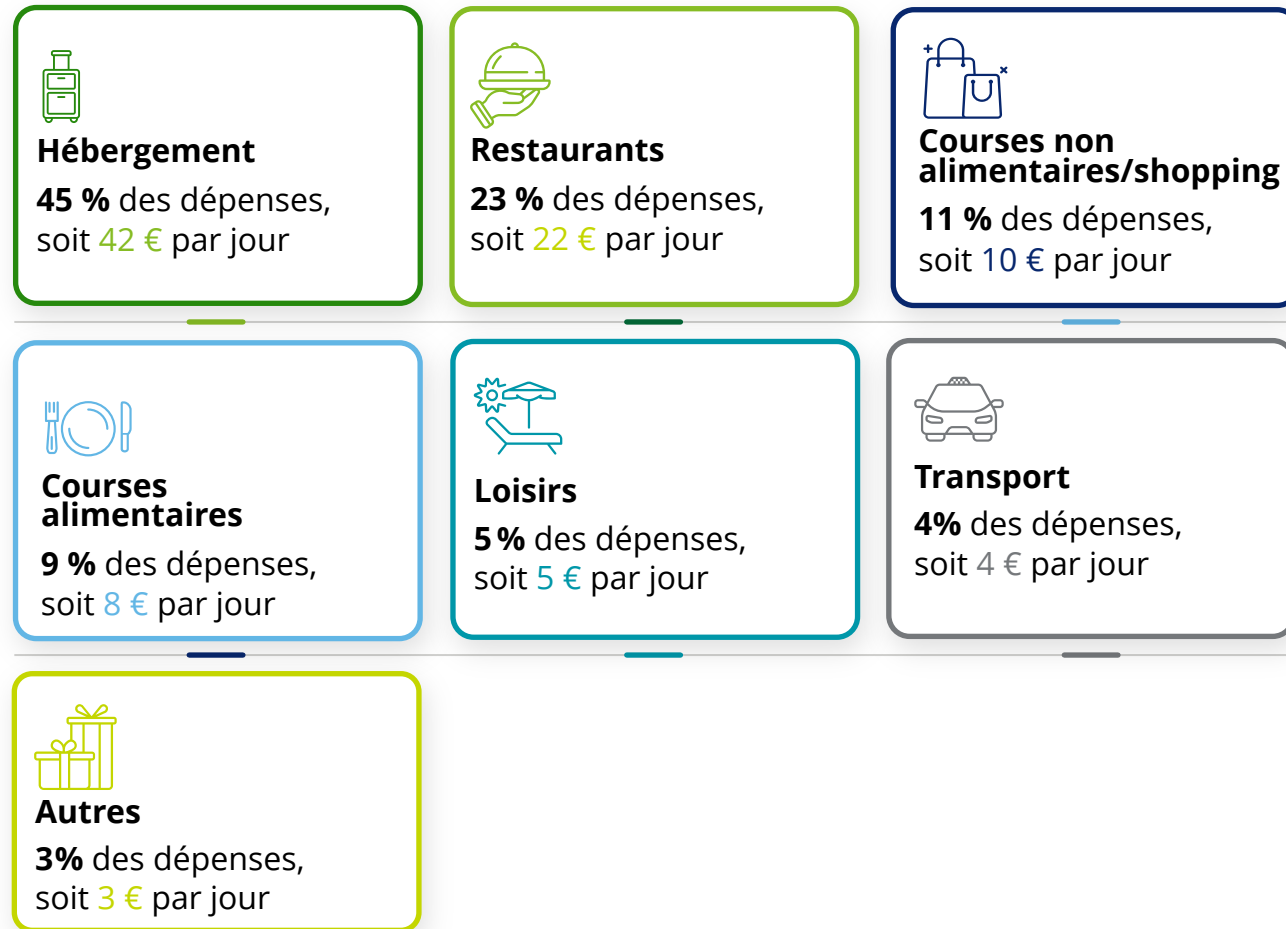 Hébergement
45 % des dépenses,
soit 42 € par jour
Restaurants
23 % des dépenses,
soit 22 € par jour
Courses non
alimentaires/shopping
11 % des dépenses,
soit 10 € par jour
Courses
alimentaires
9 % des dépenses,
soit 8 € par jour
Loisirs
5 % des dépenses,
soit 5 € par jour
Transport
4% des dépenses,
soit 4 € par jour
Autres
3% des dépenses,
soit 3 € par jour